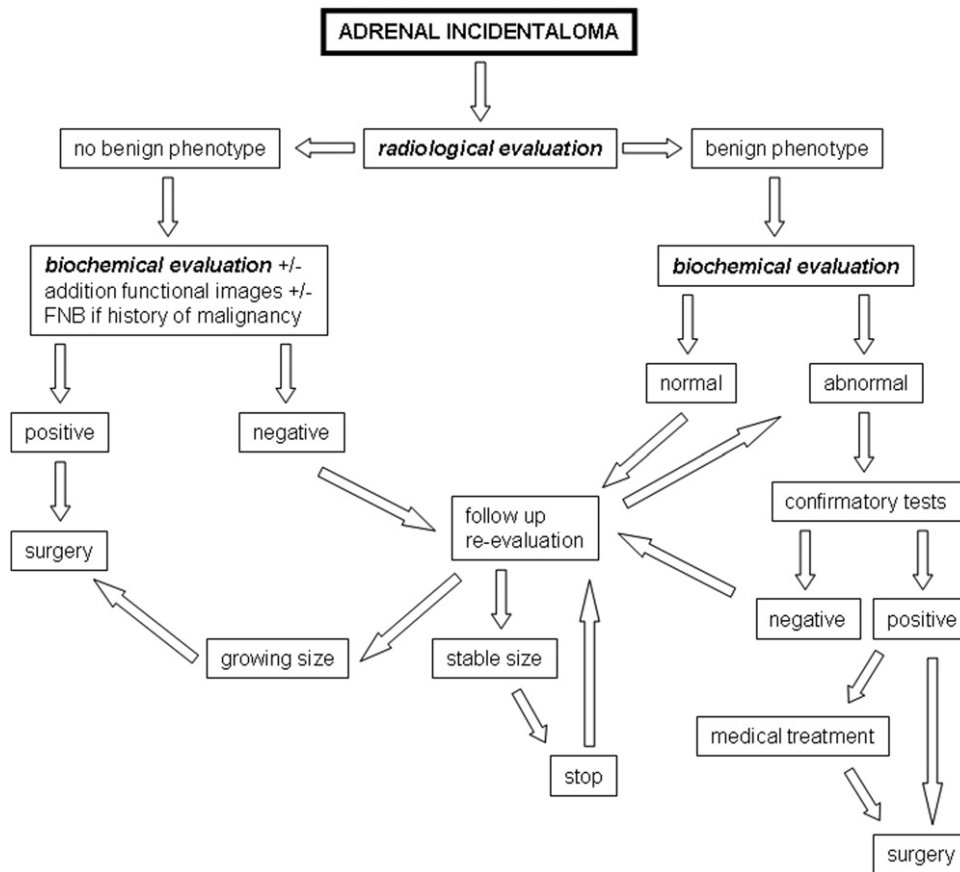 ADRENAL INCIDENTALOMA
no benign phenotype
radiological evaluation
benign phenotype
biochemical evaluation +/-
addition functional images +/-
FNB if history of malignancy
biochemical evaluation
normal
abnormal
positive
negative
confirmatory tests
follow up
re-evaluation
surgery
negative
positive
growing size
stable size
medical treatment
stop
surgery